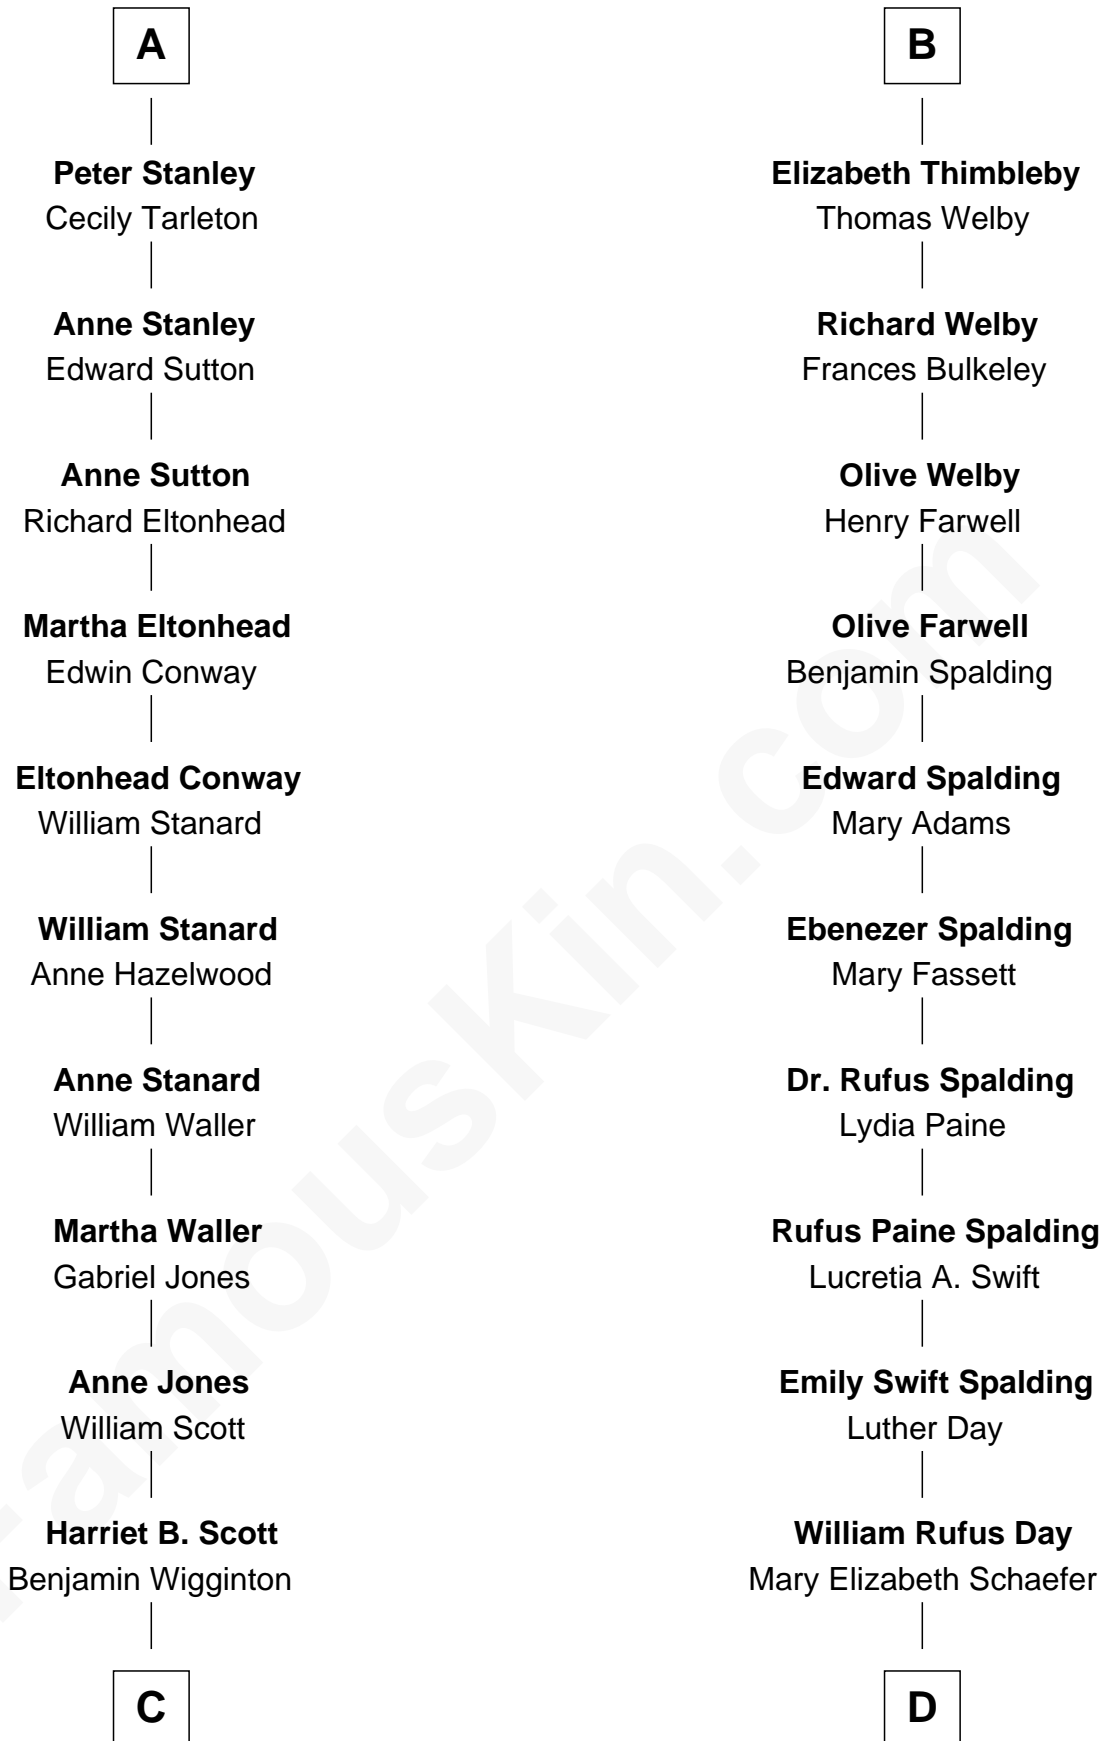 A
Peter Stanley
Cecily Tarleton
Anne Stanley
Edward Sutton
Anne Sutton
Richard Eltonhead
Martha Eltonhead
Edwin Conway
Eltonhead Conway
William Stanard
William Stanard
Anne Hazelwood
Anne Stanard
William Waller
Martha Waller
Gabriel Jones
Anne Jones
William Scott
Harriet B. Scott
Benjamin Wigginton
C
B
Elizabeth Thimbleby
Thomas Welby
Richard Welby
Frances Bulkeley
Olive Welby
Henry Farwell
Olive Farwell
Benjamin Spalding
Edward Spalding
Mary Adams
Ebenezer Spalding
Mary Fassett
Dr. Rufus Spalding
Lydia Paine
Rufus Paine Spalding
Lucretia A. Swift
Emily Swift Spalding
Luther Day
William Rufus Day
Mary Elizabeth Schaefer
D
FamousKin.com